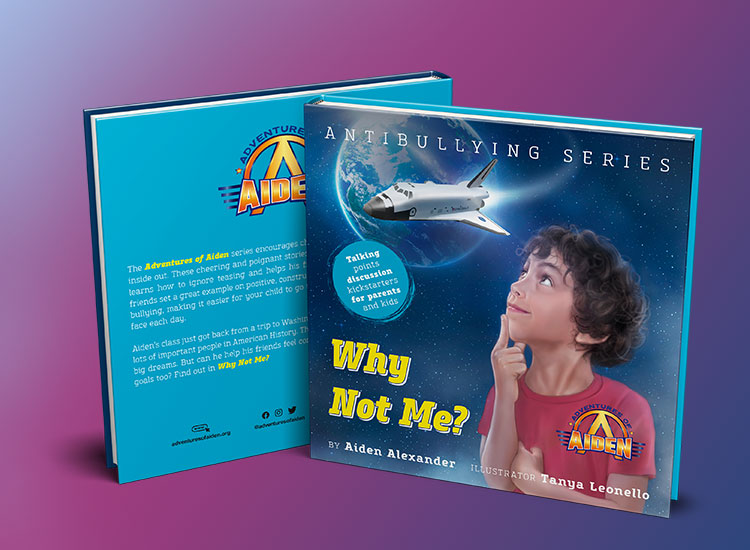 ADVENTURES OF
AIDEN
The Adventures of Aiden series encourages
inside out. These cheering and poignant stories
learns how to ignore teasing and helps his
friends set a great example on positive,
bullying, making it easier for your child to go
face each day.
Aiden's class just got back from a trip to
lots of important people in American History.
big dreams. But can he help his friends feel
goals too? Find out in Why Not Me?
adventuresofaiden.org
@adventuresofaiden
ANTIBULLYING SERIES
Talking
points
discussion
kickstarters
for parents
and kids
Why
Not Me?
BY Aiden Alexander
ILLUSTRATOR Tanya Leonello
ADVENTURES OF
AIDEN